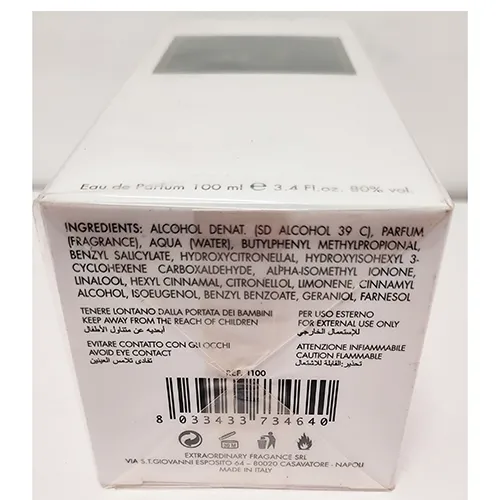 Eau de Parfum 100 ml ℮ 3.4 Fl.oz. 80% vol.
INGREDIENTS: ALCOHOL DENAT. (SD ALCOHOL 39 C), PARFUM
(FRAGRANCE), AQUA (WATER), BUTYLPHENYL METHYLPROPIONAL,
BENZYL SALICYLATE, HYDROXYCITRONELLAL, HYDROXYISOHEXYL 3-
CYCLOHEXENE CARBOXALDEHYDE, ALPHA-ISOMETHYL IONONE,
LINALOOL, HEXYL CINNAMAL, CITRONELLOL, LIMONENE, CINNAMYL
ALCOHOL, ISOEUGENOL, BENZYL BENZOATE, GERANIOL, FARNESOL
TENERE LONTANO DALLA PORTATA DEI BAMBINI
KEEP AWAY FROM THE REACH OF CHILDREN
أبعديه عن متناول الأطفال
PER USO ESTERNO
FOR EXTERNAL USE ONLY
للإستعمال الخارجي
EVITARE CONTATTO CON GLI OCCHI
AVOID EYE CONTACT
تفادى تلامس العينين
ATTENZIONE INFIAMMABILE
CAUTION FLAMMABLE
تحذير: القابلة للاشتعال
REF. 1100
8 033433 734640
EXTRAORDINARY FRAGRANCE SRL
VIA S.T.GIOVANNI ESPOSITO 64 - 80020 CASAVATORE - NAPOLI
MADE IN ITALY